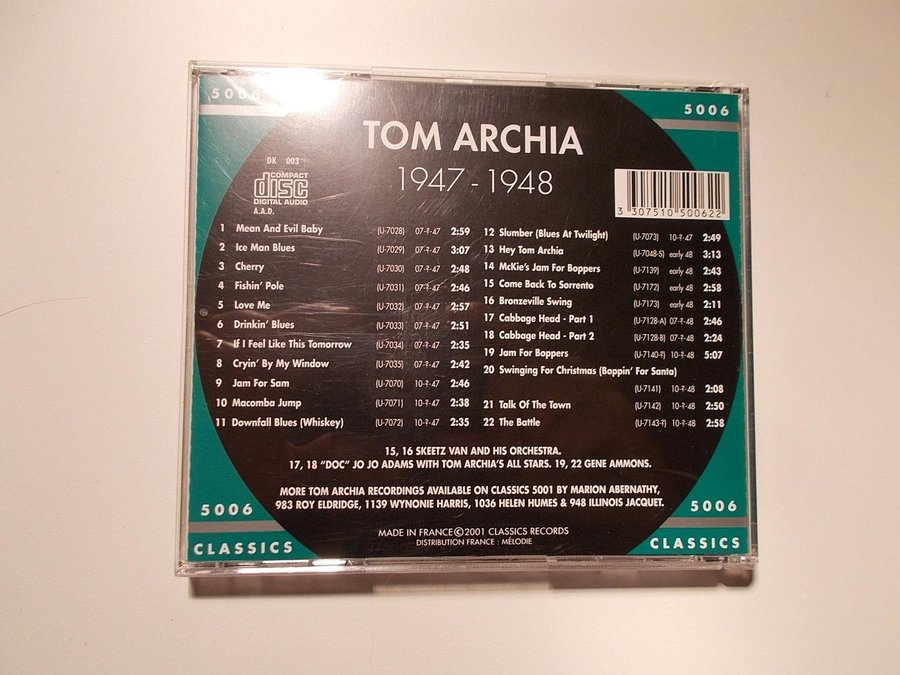 5006
5006
TOM ARCHIA
1947 - 1948
DK 003
COMPACT
disc
DIGITAL AUDIO
A.A.D.
3 307510 500622
1 Mean And Evil Baby (U-7028) 07-?-47 2:59
2 Ice Man Blues (U-7029) 07-?-47 3:07
3 Cherry (U-7030) 07-?-47 2:48
4 Fishin' Pole (U-7031) 07-?-47 2:46
5 Love Me (U-7032) 07-?-47 2:57
6 Drinkin' Blues (U-7033) 07-?-47 2:51
7 If I Feel Like This Tomorrow (U-7034) 07-?-47 2:35
8 Cryin' By My Window (U-7035) 07-?-47 2:42
9 Jam For Sam (U-7070) 10-?-47 2:46
10 Macomba Jump (U-7071) 10-?-47 2:38
11 Downfall Blues (Whiskey) (U-7072) 10-?-47 2:35
12 Slumber (Blues At Twilight) (U-7073) 10-?-47 2:49
13 Hey Tom Archia (U-7048-S) early 48 3:13
14 McKie's Jam For Boppers (U-7139) early 48 2:43
15 Come Back To Sorrento (U-7172) early 48 2:58
16 Bronzeville Swing (U-7173) early 48 2:11
17 Cabbage Head - Part 1 (U-7128-A) 07-?-48 2:46
18 Cabbage Head - Part 2 (U-7128-B) 07-?-48 2:24
19 Jam For Boppers (U-7140-?) 10-?-48 5:07
20 Swinging For Christmas (Boppin' For Santa)
(U-7141) 10-?-48 2:08
21 Talk Of The Town (U-7142) 10-?-48 2:50
22 The Battle (U-7143-?) 10-?-48 2:58
15, 16 SKEETZ VAN AND HIS ORCHESTRA.
17, 18 "DOC" JO JO ADAMS WITH TOM ARCHIA'S ALL STARS. 19, 22 GENE AMMONS.
MORE TOM ARCHIA RECORDINGS AVAILABLE ON CLASSICS 5001 BY MARION ABERNATHY,
983 ROY ELDRIDGE, 1139 WYNONIE HARRIS, 1036 HELEN HUMES & 948 ILLINOIS JACQUET.
5006
5006
MADE IN FRANCE ©2001 CLASSICS RECORDS
DISTRIBUTION FRANCE : MÉLODIE
CLASSICS
CLASSICS